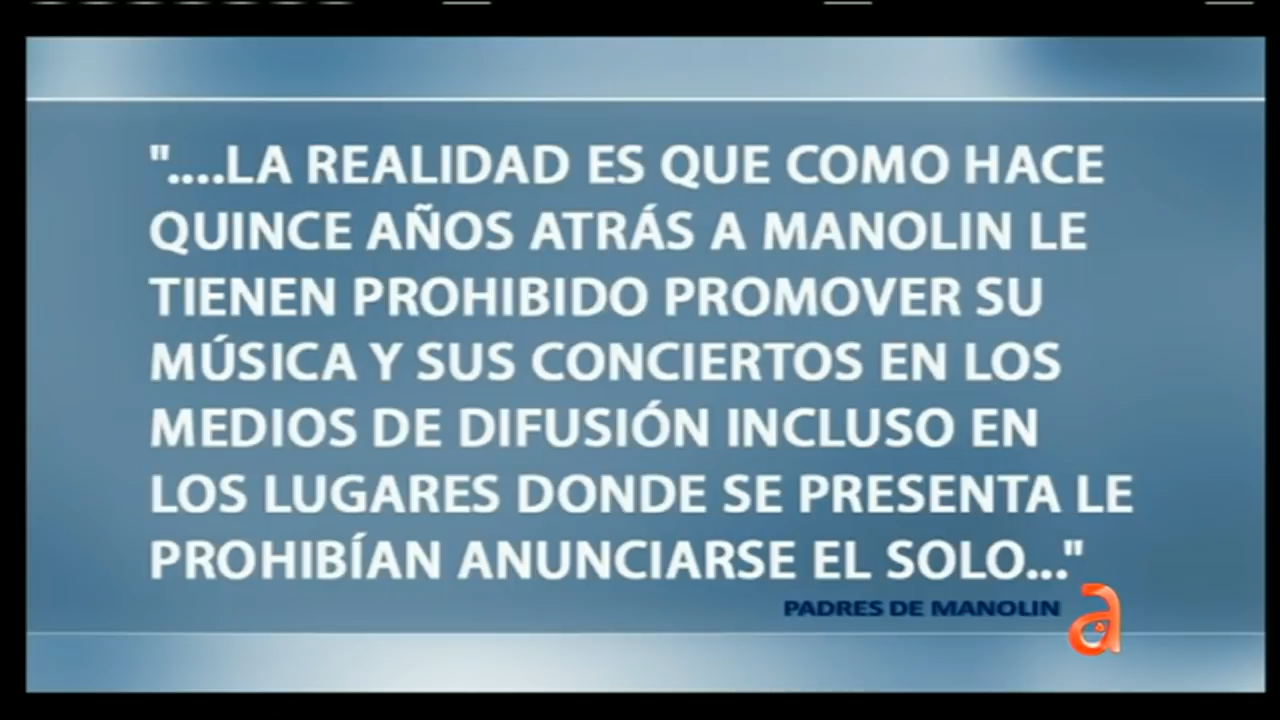 "....LA REALIDAD ES QUE COMO HACE
QUINCE AÑOS ATRÁS A MANOLIN LE
TIENEN PROHIBIDO PROMOVER SU
MÚSICA Y SUS CONCIERTOS EN LOS
MEDIOS DE DIFUSIÓN INCLUSO EN
LOS LUGARES DONDE SE PRESENTA LE
PROHIBÍAN ANUNCIARSE EL SOLO..."
PADRES DE MANOLIN
a